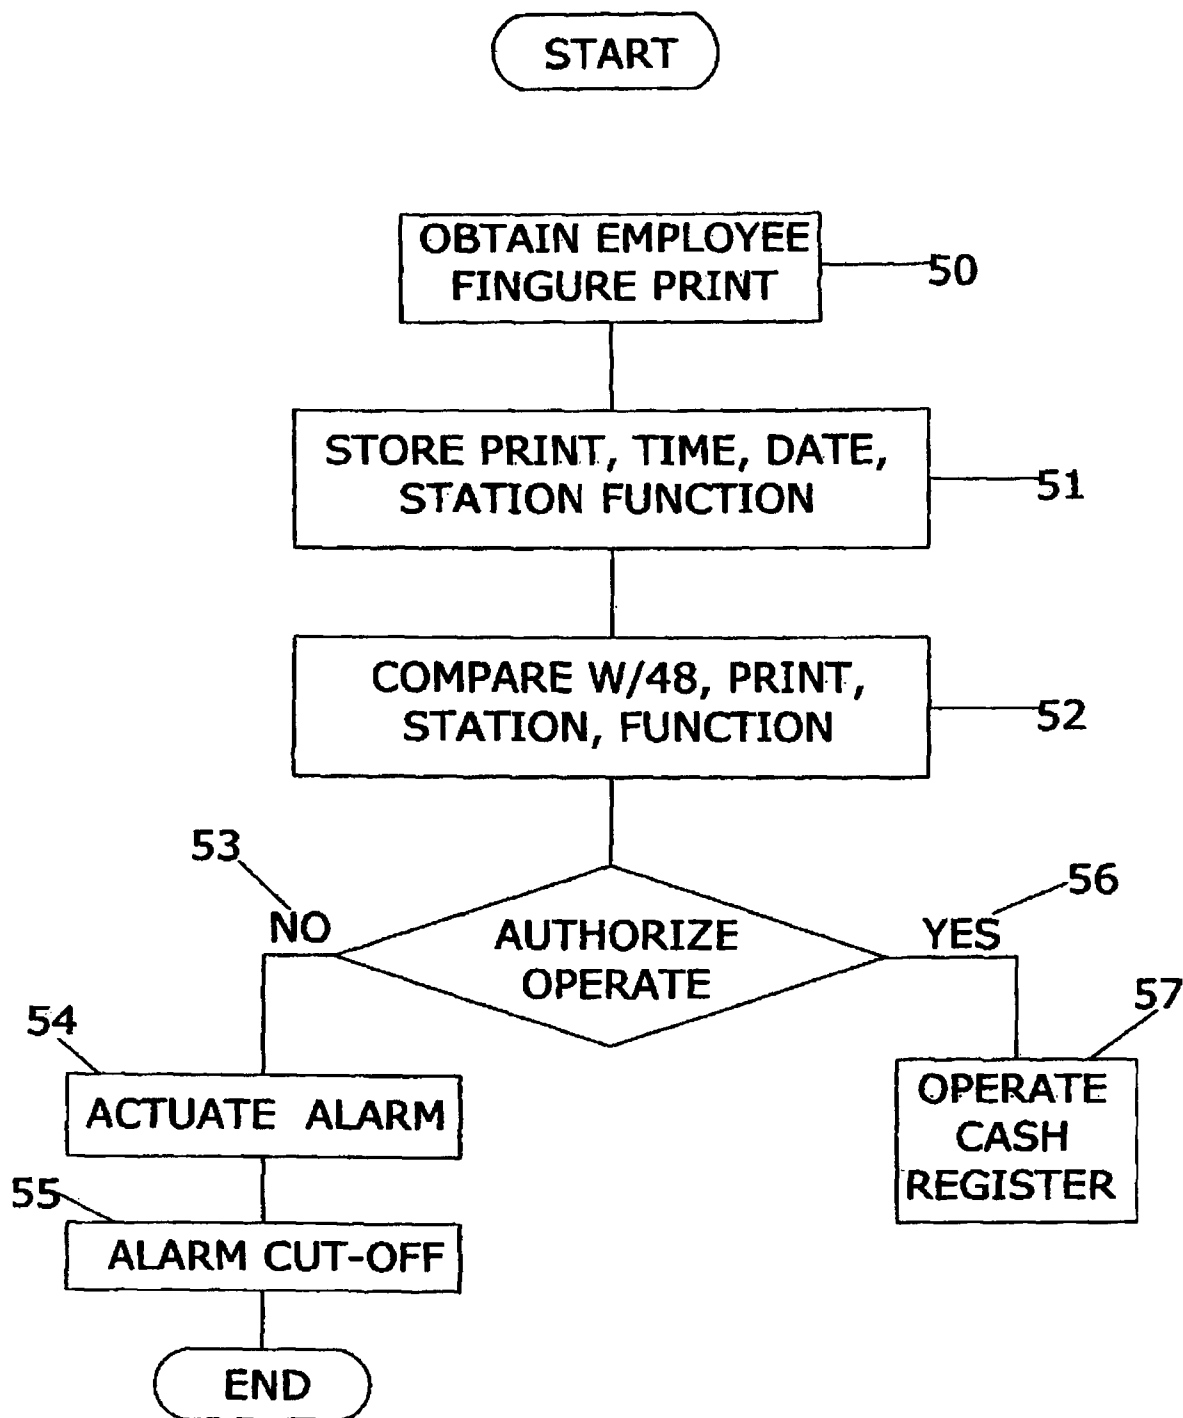 START
OBTAIN EMPLOYEE
FINGURE PRINT
50
STORE PRINT, TIME, DATE,
STATION FUNCTION
51
COMPARE W/48, PRINT,
STATION, FUNCTION
52
53
NO
AUTHORIZE
OPERATE
YES
56
54
ACTUATE ALARM
57
OPERATE
CASH
REGISTER
55
ALARM CUT-OFF
END